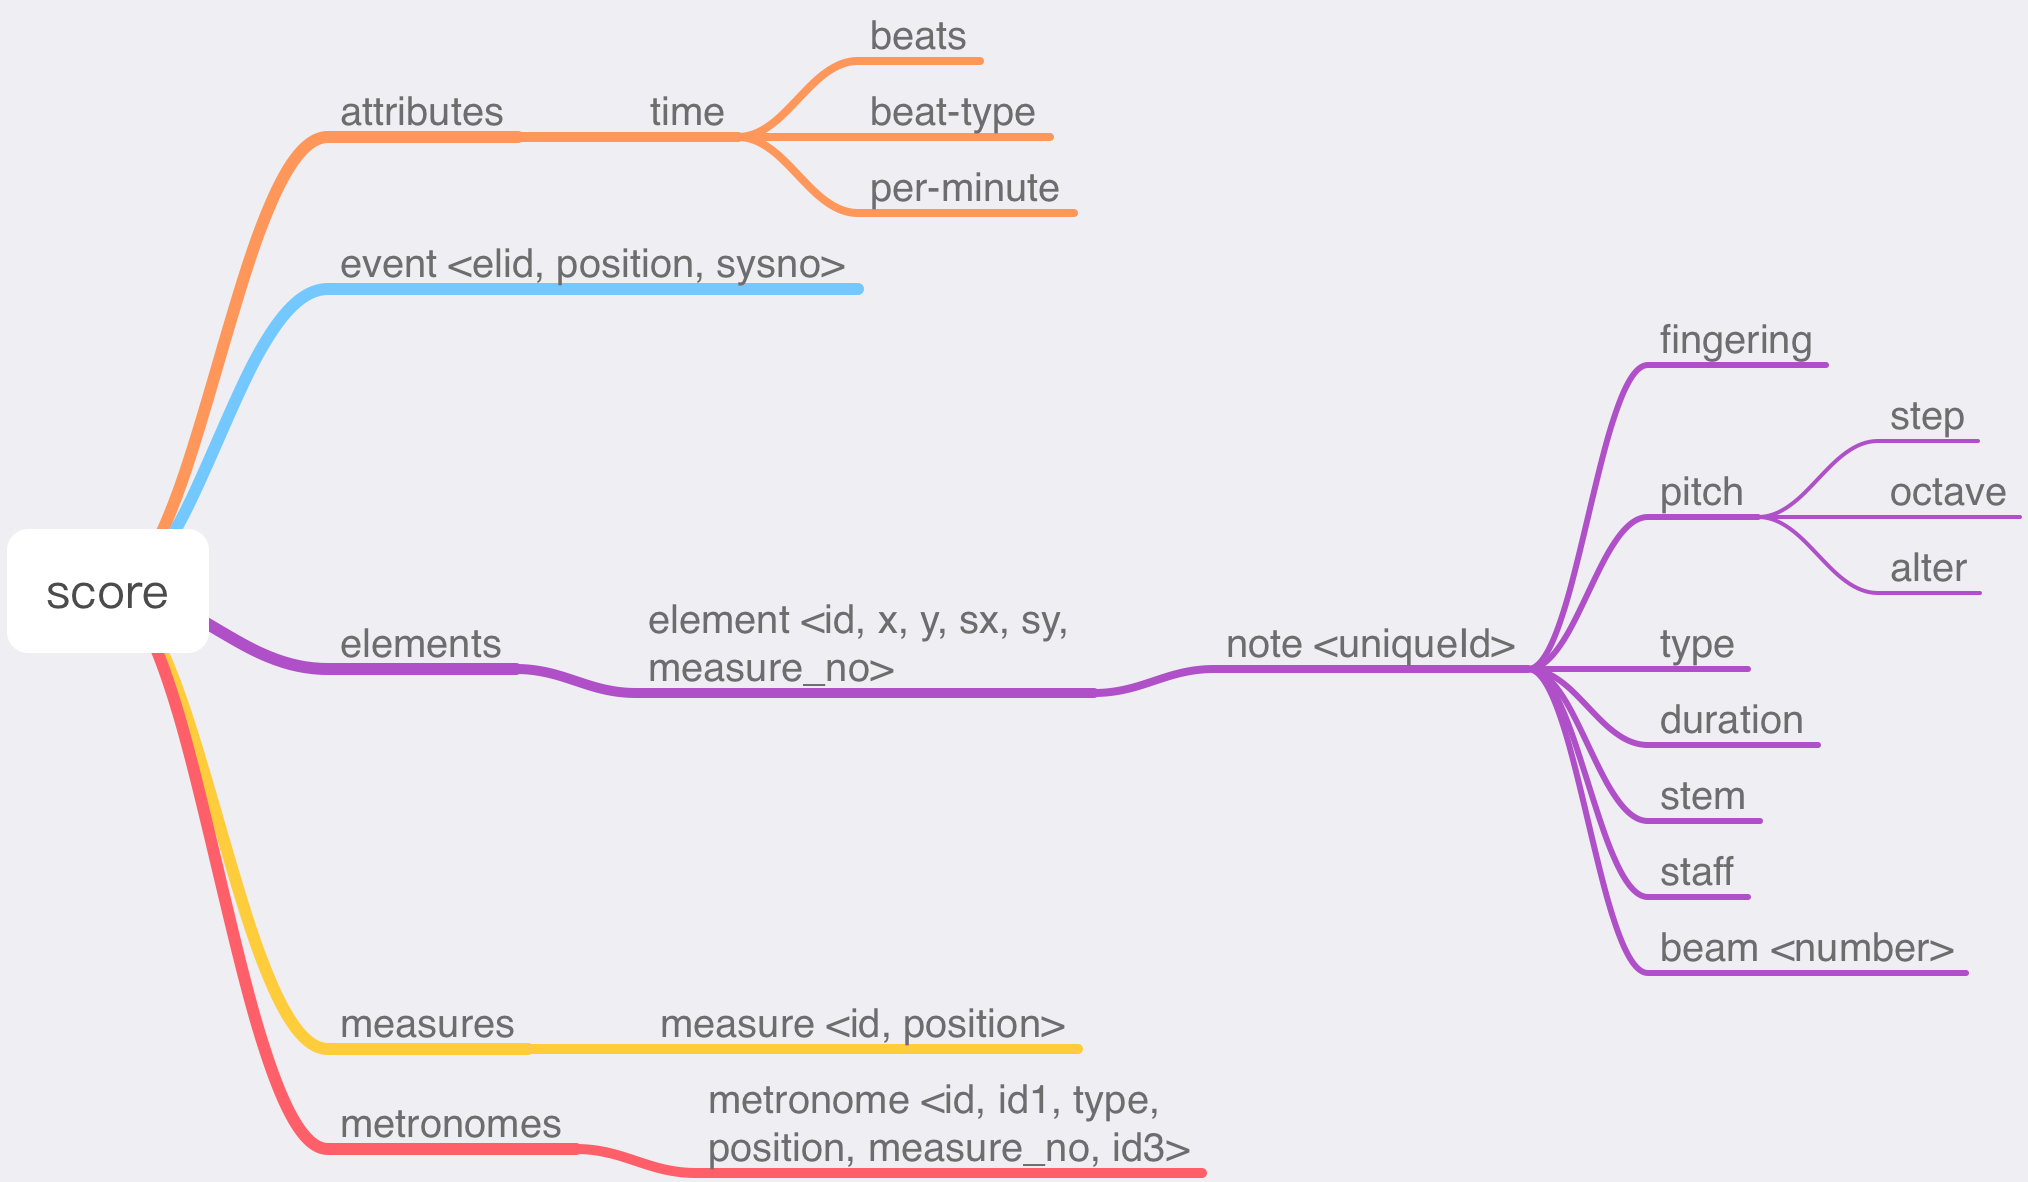 beats
attributes
time
beat-type
per-minute
event <elid, position, sysno>
fingering
step
pitch
octave
alter
score
elements
element <id, x, y, sx, sy,
measure_no>
note <uniqueId>
type
duration
stem
staff
beam <number>
measures
measure <id, position>
metronomes
metronome <id, id1, type,
position, measure_no, id3>